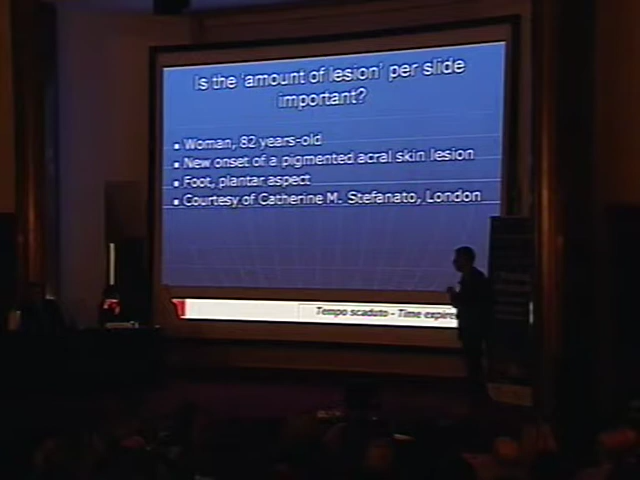 Is the 'amount of lesion' per slide
important?
Woman, 82 years-old
New onset of a pigmented acral skin lesion
Foot, plantar aspect
Courtesy of Catherine M. Stefanato, London
Tempo scaduto - Time expire